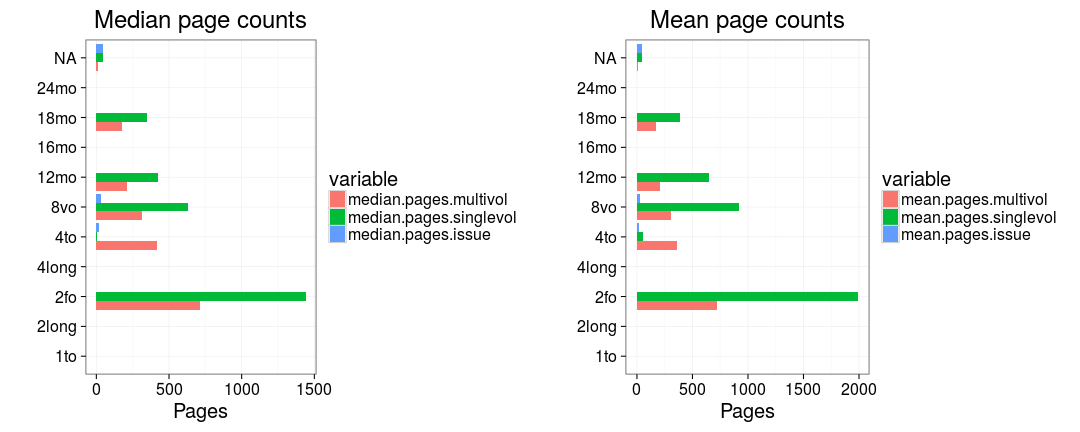 Median page counts
NA
24mo
18mo
16mo
12mo
8vo
4to
4long
2fo
2long
1to
0 500 1000 1500
Pages
variable
median.pages.multivol
median.pages.singlevol
median.pages.issue
Mean page counts
NA
24mo
18mo
16mo
12mo
8vo
4to
4long
2fo
2long
1to
0 500 1000 1500 2000
Pages
variable
mean.pages.multivol
mean.pages.singlevol
mean.pages.issue